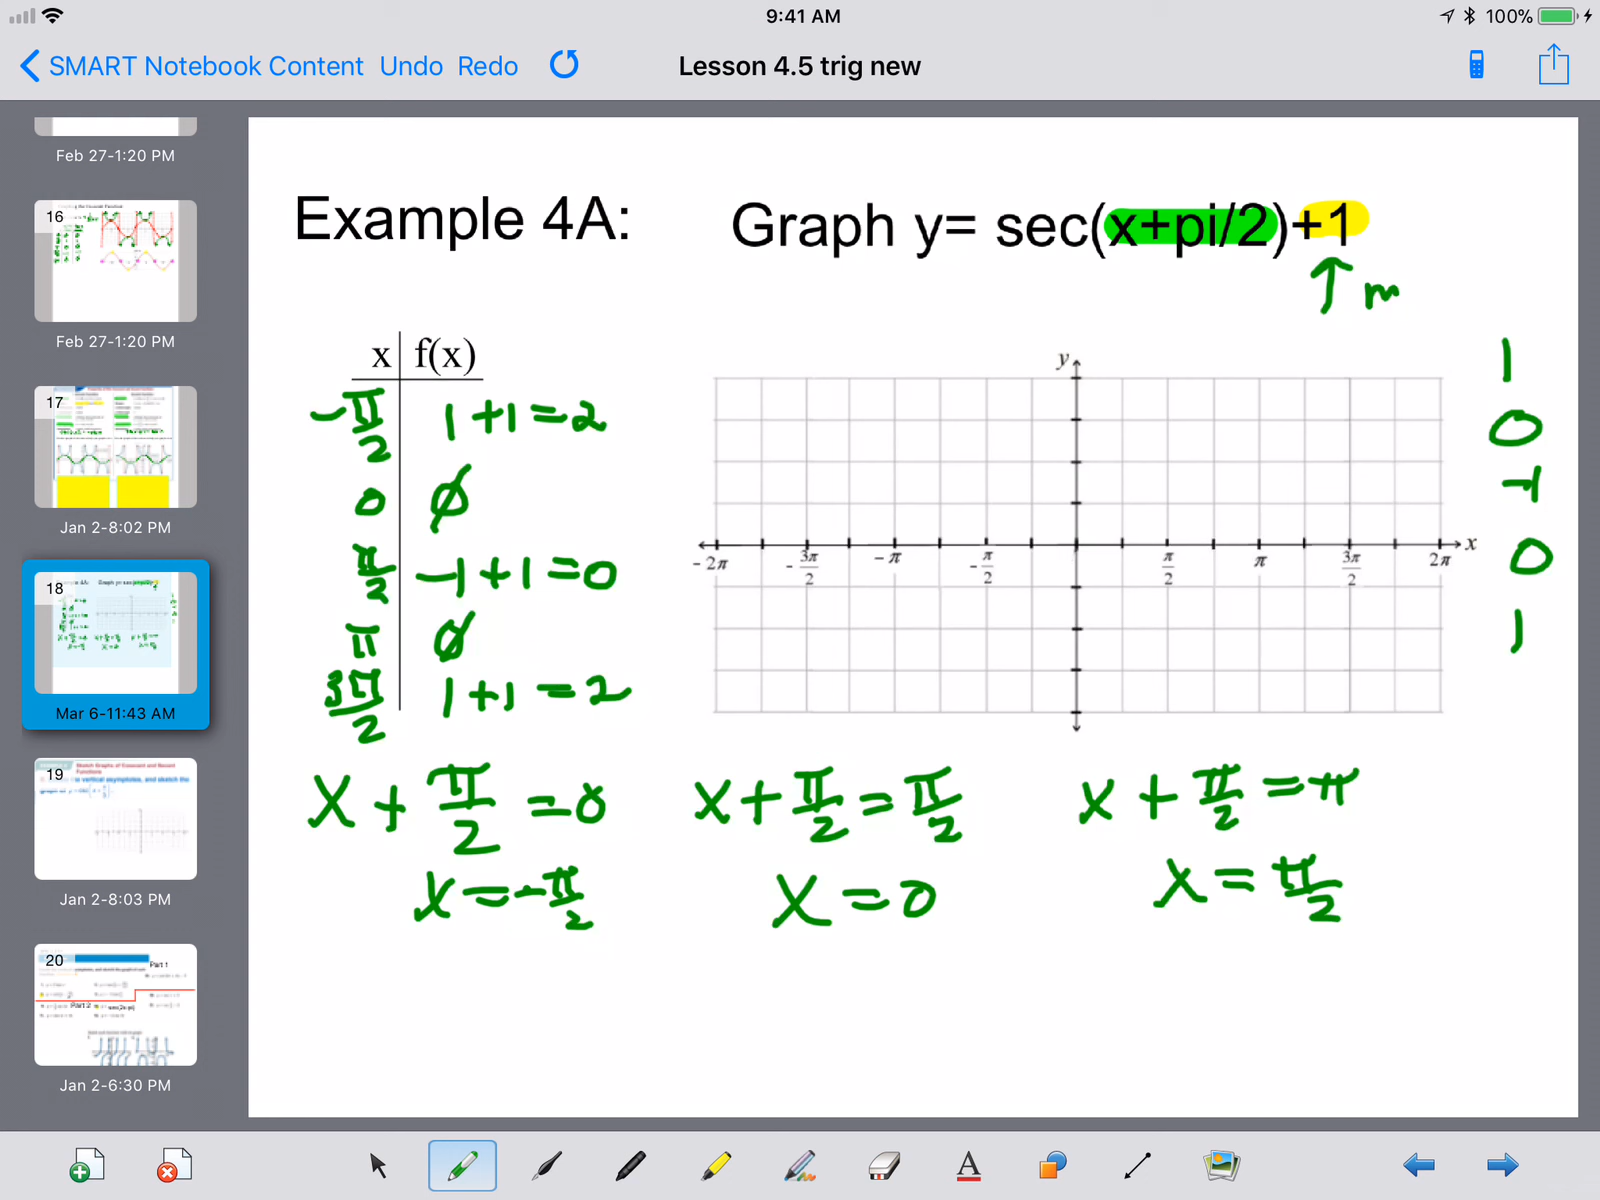 9:41 AM
100%
SMART Notebook Content Undo Redo
Lesson 4.5 trig new
Feb 27-1:20 PM
16
Feb 27-1:20 PM
17
Jan 2-8:02 PM
18
Mar 6-11:43 AM
19
Jan 2-8:03 PM
20
Part 1
Part 2
Jan 2-6:30 PM
Example 4A: Graph y= sec(x+pi/2)+1
↑ m
x f(x)
-π/2 1+1=2
0 ∅
π/2 -1+1=0
π ∅
3π/2 1+1=2
y
x
-2π -3π/2 -π -π/2 π/2 π 3π/2 2π
1
0
-1
0
1
x+π/2=0 x+π/2=π/2 x+π/2=π
x=-π/2 x=0 x=π/2
A